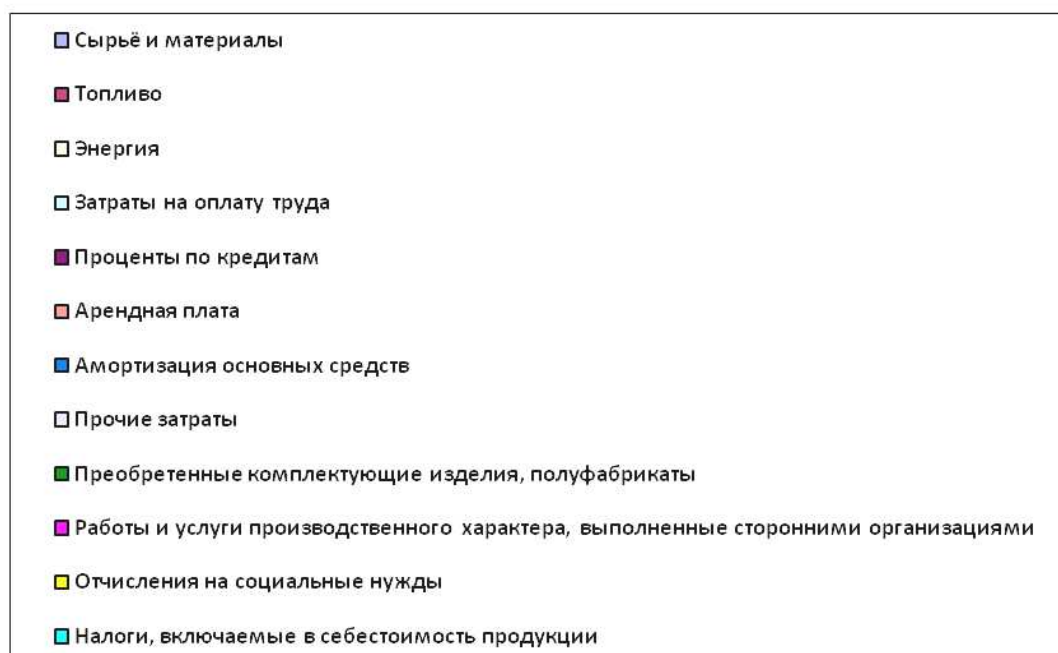 Сырьё и материалы
Топливо
Энергия
Затраты на оплату труда
Проценты по кредитам
Арендная плата
Амортизация основных средств
Прочие затраты
Преобретенные комплектующие изделия, полуфабрикаты
Работы и услуги производственного характера, выполненные сторонними организациями
Отчисления на социальные нужды
Налоги, включаемые в себестоимость продукции